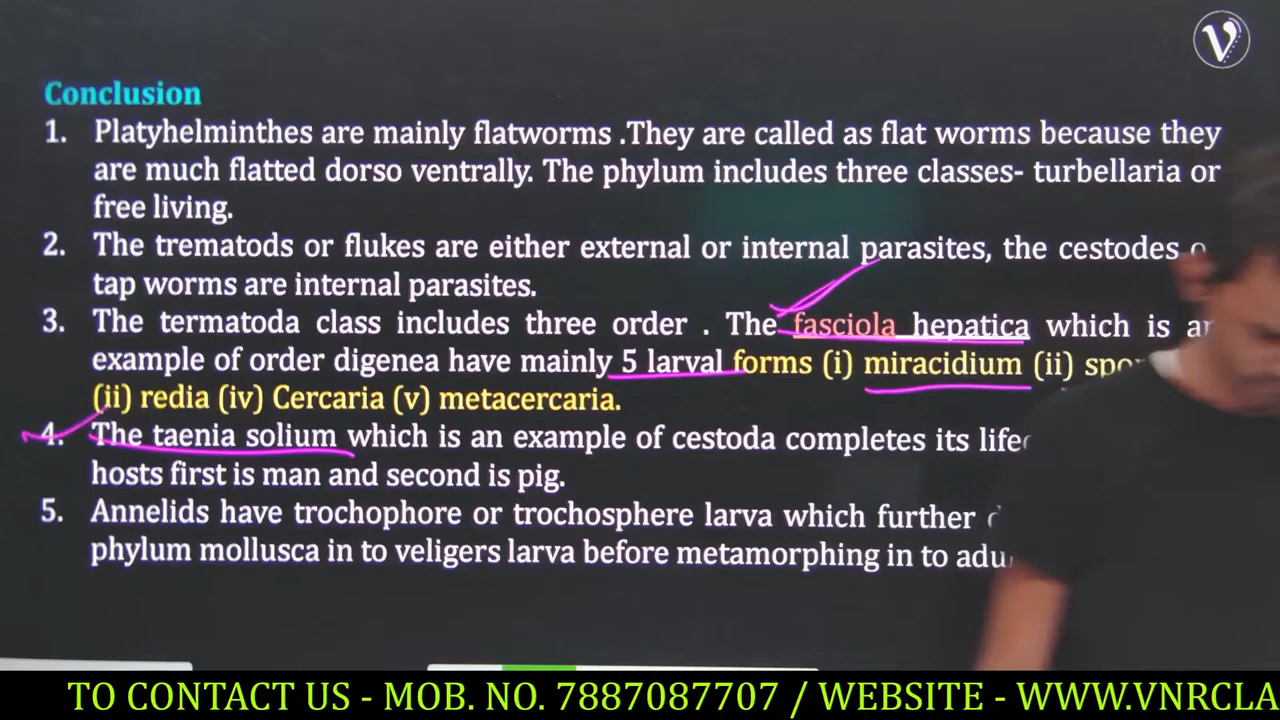 V
Conclusion
1. Platyhelminthes are mainly flatworms .They are called as flat worms because they
are much flatted dorso ventrally. The phylum includes three classes- turbellaria or
free living.
2. The trematods or flukes are either external or internal parasites, the cestodes
tap worms are internal parasites.
3. The termatoda class includes three order . The fasciola hepatica which is
example of order digenea have mainly 5 larval forms (i) miracidium (ii)
(ii) redia (iv) Cercaria (v) metacercaria.
4. The taenia solium which is an example of cestoda completes its
hosts first is man and second is pig.
5. Annelids have trochophore or trochosphere larva which further
phylum mollusca in to veligers larva before metamorphing in to
TO CONTACT US - MOB. NO. 7887087707 / WEBSITE - WWW.VNRCLA